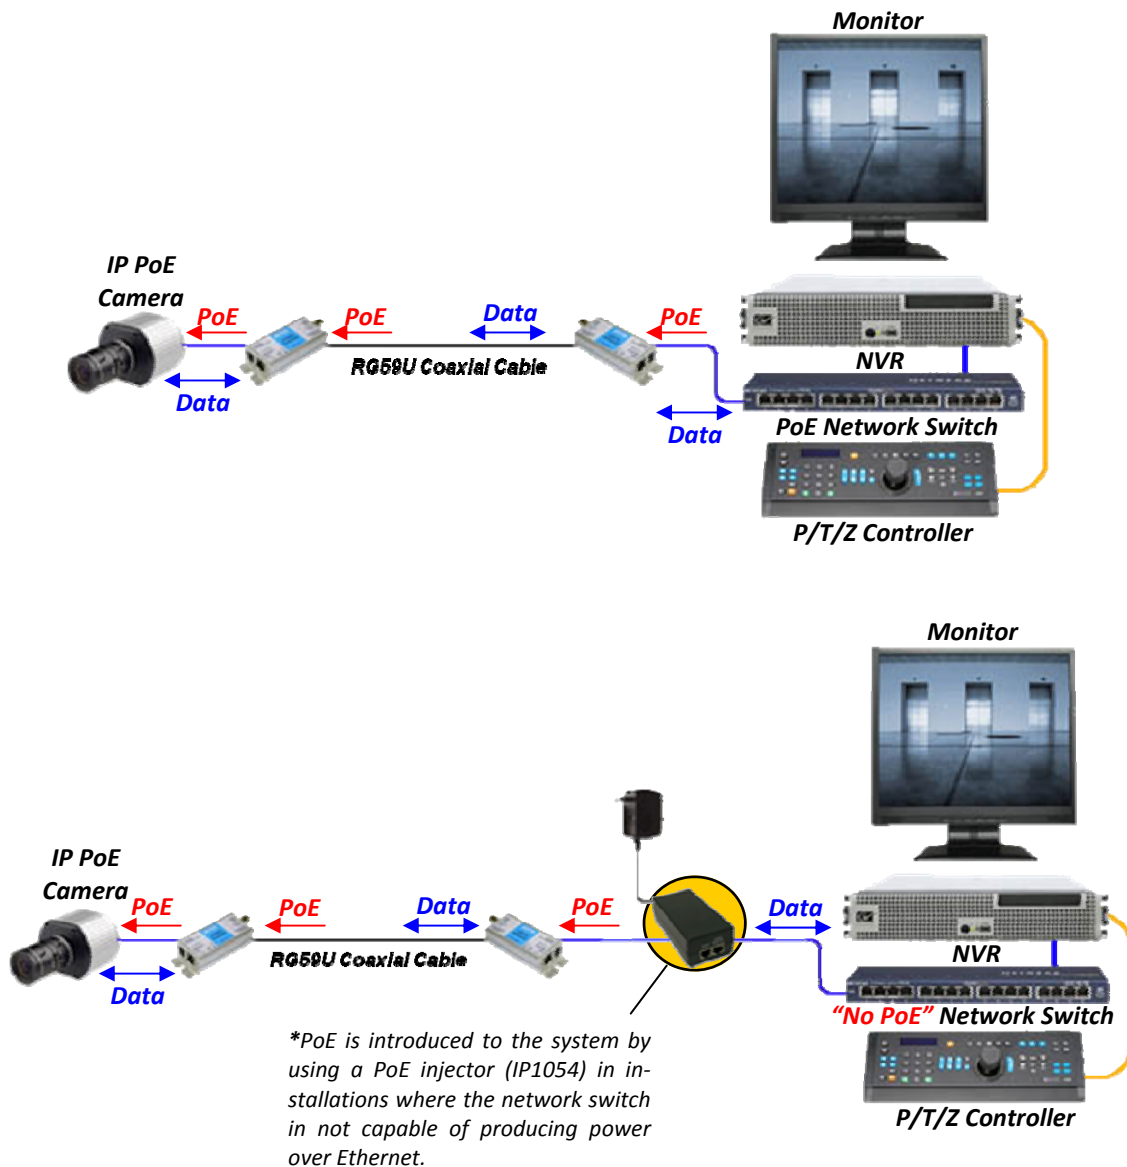 Monitor
IP PoE
Camera
PoE
PoE
Data
PoE
RG59U Coaxial Cable
NVR
Data
Data
PoE Network Switch
P/T/Z Controller
Monitor
IP PoE
Camera
PoE
PoE
Data
PoE
Data
RG59U Coaxial Cable
NVR
Data
“No PoE” Network Switch
*PoE is introduced to the system by
using a PoE injector (IP1054) in in-
stallations where the network switch
in not capable of producing power
over Ethernet.
P/T/Z Controller